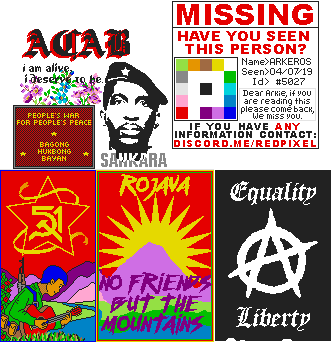 ACAB
i am alive,
i deserve to be.
PEOPLE'S WAR
FOR PEOPLE'S PEACE
BAGONG
HUKBONG
BAYAN
SANKARA
MISSING
HAVE YOU SEEN
THIS PERSON?
Name>ARKEROS
Seen>04/07/19
Id> #5027
Dear Arkie, if you
are reading this
please come back,
We miss you.
IF YOU HAVE ANY
INFORMATION CONTACT:
DISCORD.ME/REDPIXEL
51
ROJAVA
NO FRIENDS
BUT THE
MOUNTAINS
Equality
Liberty